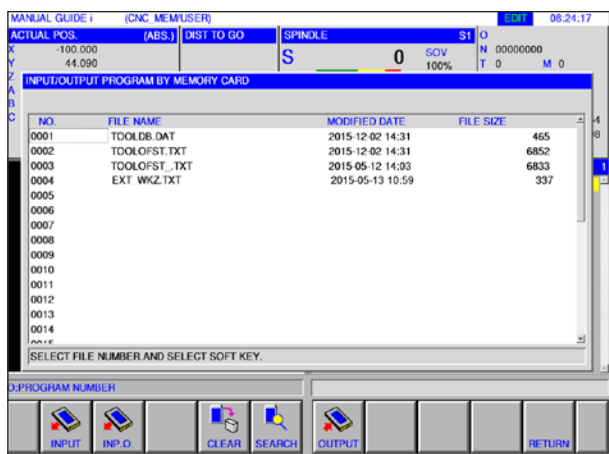 MANUAL GUIDE i (CNC_MEM/USER) EDIT 08:24:17
ACTUAL POS. (ABS.) DIST TO GO SPINDLE S1 O
X -100.000 S 0 SOV N 00000000
Y 44.090 100% T 0 M 0
Z INPUT/OUTPUT PROGRAM BY MEMORY CARD
A
B
C NO. FILE NAME MODIFIED DATE FILE SIZE 4
0001 TOOLDB.DAT 2015-12-02 14:31 465 8
0002 TOOLOFST.TXT 2015-12-02 14:31 6852
0003 TOOLOFST_.TXT 2015-05-12 14:03 6833 1
0004 EXT_WKZ.TXT 2015-05-13 10:59 337
0005
0006
0007
0008
0009
0010
0011
0012
0013
0014
SELECT FILE NUMBER.AND SELECT SOFT KEY.
O:PROGRAM NUMBER
INPUT INP.O. CLEAR SEARCH OUTPUT RETURN